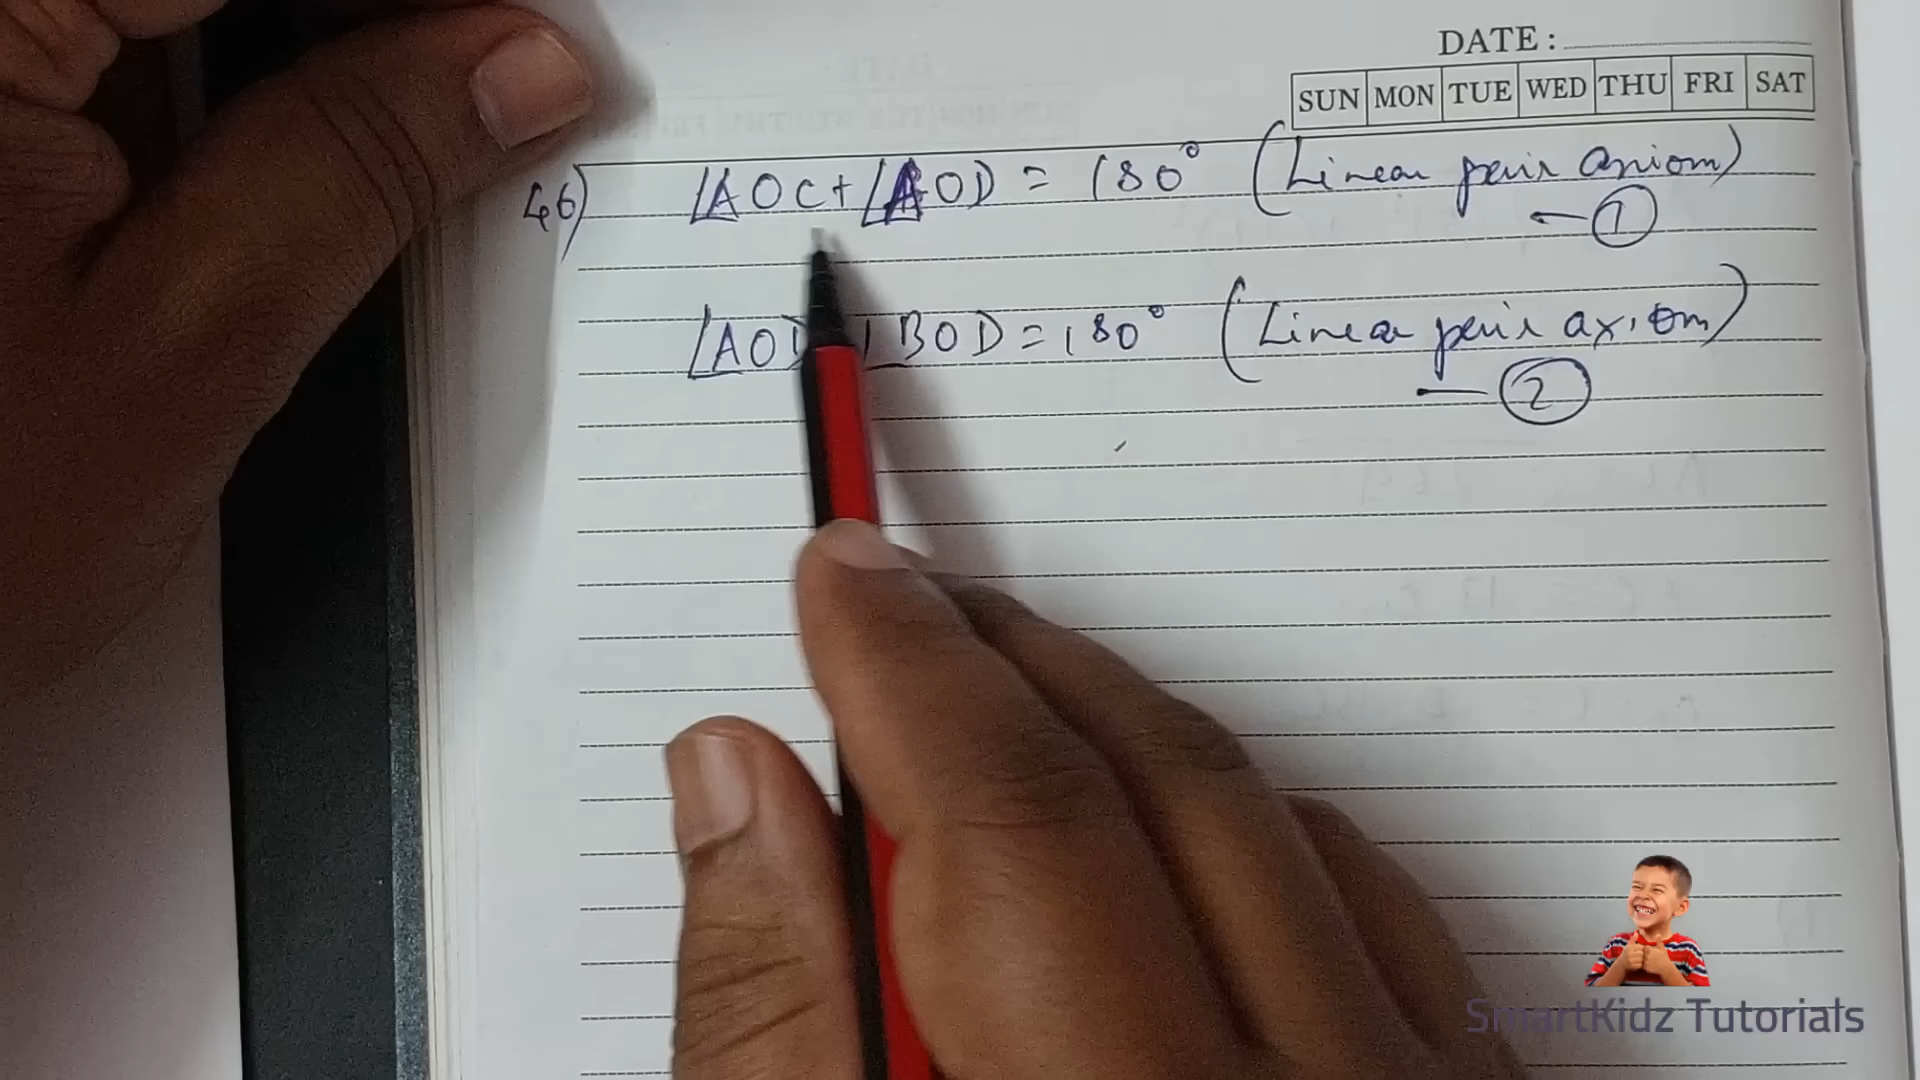 DATE :
SUN MON TUE WED THU FRI SAT
46) ∠AOC + ∠AOD = 180° (Linear pair axiom)
← ①
∠AOD + ∠BOD = 180° (Linear pair axiom)
— ②
SmartKidz Tutorials